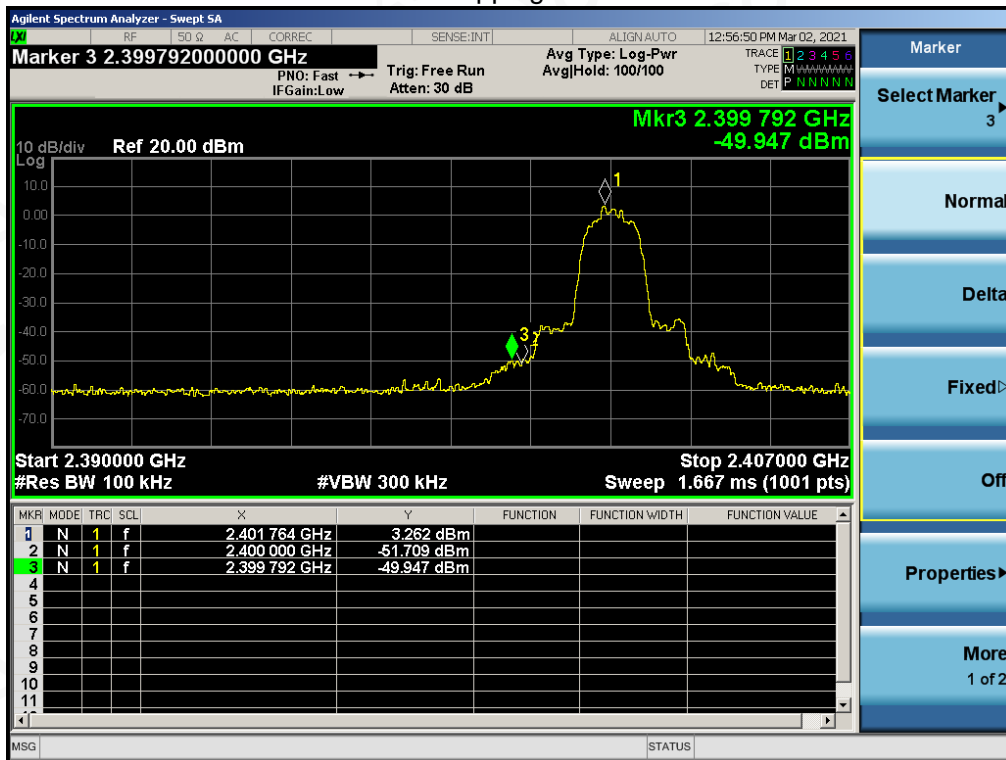 Agilent Spectrum Analyzer - Swept SA
LXI RF 50 Ω AC CORREC SENSE:INT ALIGN AUTO 12:56:50 PM Mar 02, 2021
Marker 3 2.399792000000 GHz
PNO: Fast
IFGain:Low
Trig: Free Run
Atten: 30 dB
Avg Type: Log-Pwr
Avg|Hold: 100/100
TRACE 1 2 3 4 5 6
TYPE M W W W W W
DET P N N N N N
Mkr3 2.399 792 GHz
-49.947 dBm
10 dB/div Ref 20.00 dBm
Log
10.0
0.00
-10.0
-20.0
-30.0
-40.0
-50.0
-60.0
-70.0
1
3
Start 2.390000 GHz Stop 2.407000 GHz
#Res BW 100 kHz #VBW 300 kHz Sweep 1.667 ms (1001 pts)
MKR MODE TRC SCL X Y FUNCTION FUNCTION WIDTH FUNCTION VALUE
1 N 1 f 2.401 764 GHz 3.262 dBm
2 N 1 f 2.400 000 GHz -51.709 dBm
3 N 1 f 2.399 792 GHz -49.947 dBm
4
5
6
7
8
9
10
11
MSG STATUS
Marker
Select Marker
3
Normal
Delta
Fixed
Off
Properties
More
1 of 2